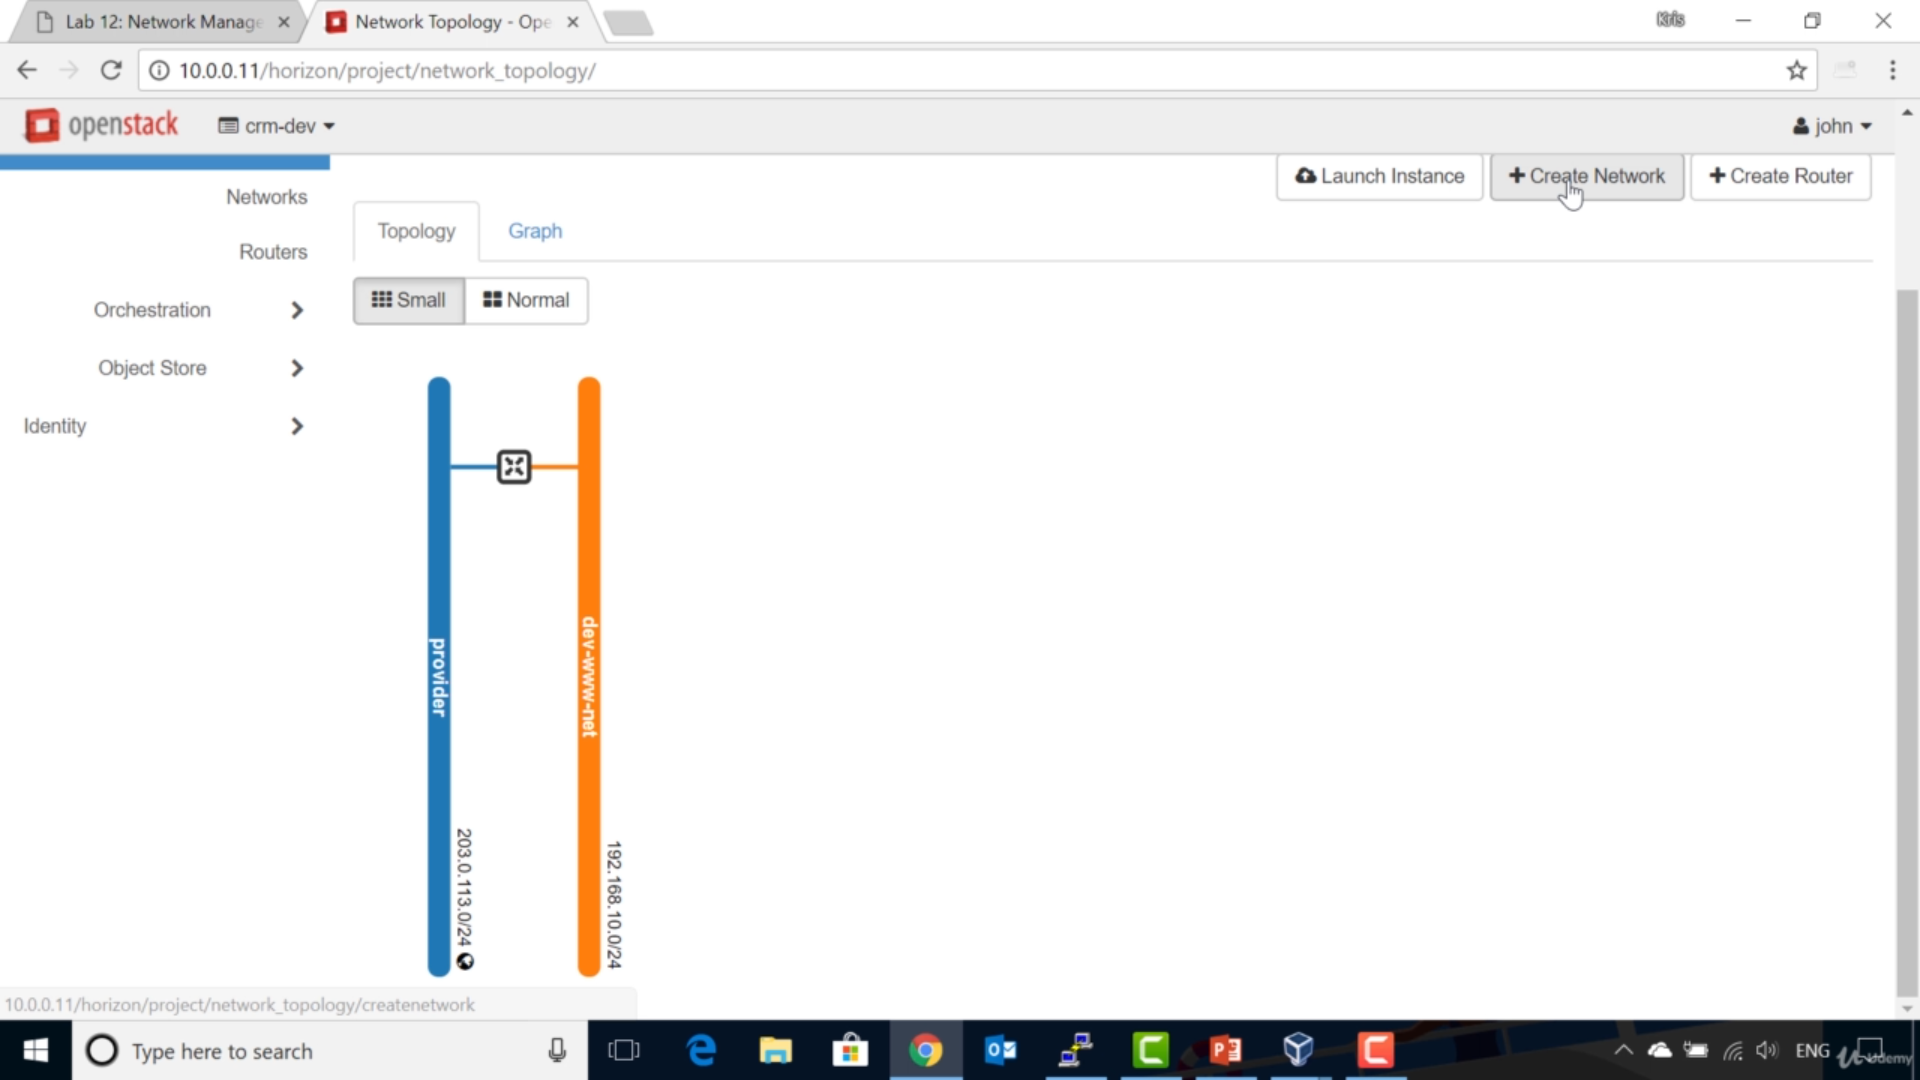 Lab 12: Network Manage
Network Topology - Ope
Kris
10.0.0.11/horizon/project/network_topology/
openstack
crm-dev
john
Launch Instance
+ Create Network
+ Create Router
Networks
Routers
Orchestration
Object Store
Identity
Topology
Graph
Small
Normal
provider
203.0.113.0/24
dev-www-net
192.168.10.0/24
10.0.0.11/horizon/project/network_topology/createnetwork
Type here to search
ENG
Udemy